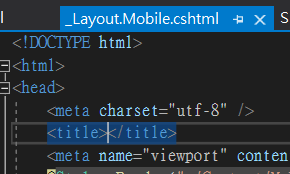 _Layout.Mobile.cshtml
<!DOCTYPE html>
<html>
<head>
<meta charset="utf-8" />
<title></title>
<meta name="viewport" conten